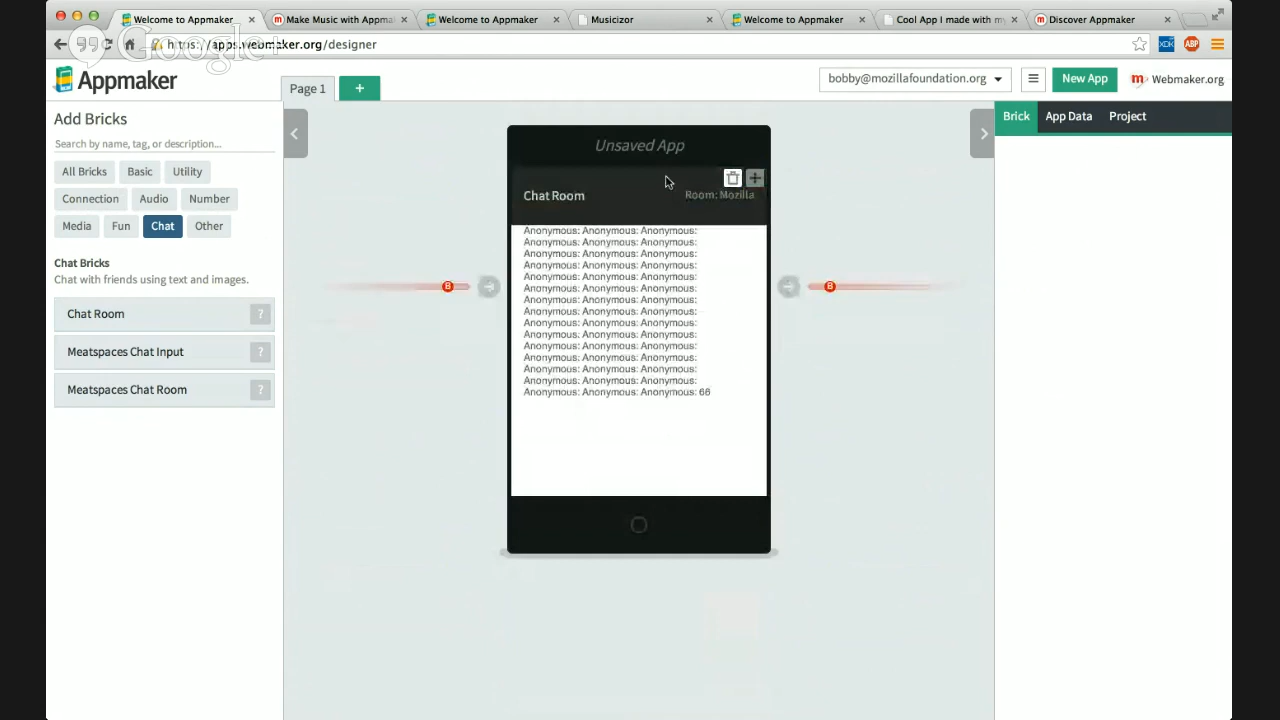 Welcome to Appmaker
Make Music with Appma
Welcome to Appmaker
Musicizor
Welcome to Appmaker
Cool App I made with my
Discover Appmaker
Google+
https://apps.webmaker.org/designer
XDK
ABP
Appmaker
Page 1
+
bobby@mozillafoundation.org
New App
m Webmaker.org
Add Bricks
Search by name, tag, or description...
All Bricks
Basic
Utility
Connection
Audio
Number
Media
Fun
Chat
Other
Chat Bricks
Chat with friends using text and images.
Chat Room ?
Meatspaces Chat Input ?
Meatspaces Chat Room ?
Unsaved App
Chat Room
Room: Mozilla
Anonymous: Anonymous: Anonymous:
Anonymous: Anonymous: Anonymous:
Anonymous: Anonymous: Anonymous:
Anonymous: Anonymous: Anonymous:
Anonymous: Anonymous: Anonymous:
Anonymous: Anonymous: Anonymous:
Anonymous: Anonymous: Anonymous:
Anonymous: Anonymous: Anonymous:
Anonymous: Anonymous: Anonymous:
Anonymous: Anonymous: Anonymous:
Anonymous: Anonymous: Anonymous:
Anonymous: Anonymous: Anonymous:
Anonymous: Anonymous: Anonymous:
Anonymous: Anonymous: Anonymous:
Anonymous: Anonymous: Anonymous: 66
B
B
Brick
App Data
Project